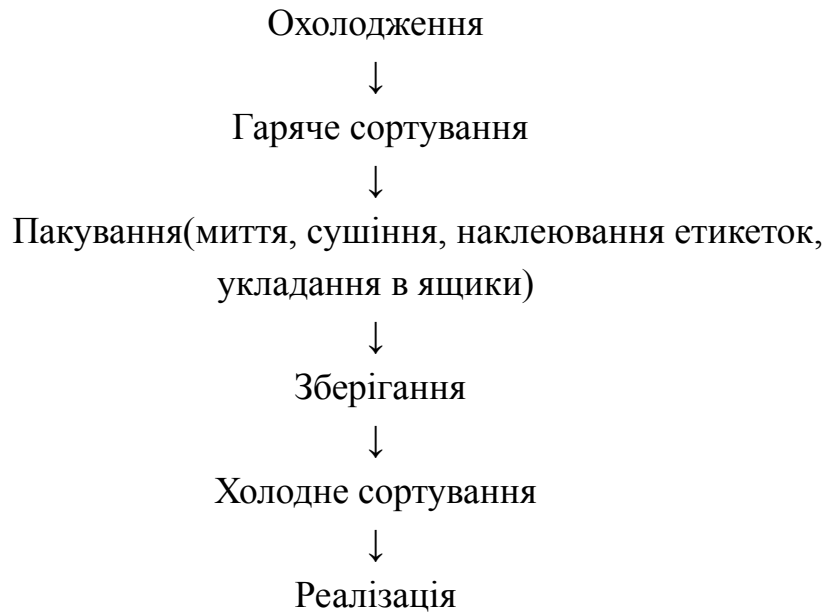 Охолодження
↓
Гаряче сортування
↓
Пакування(миття, сушіння, наклеювання етикеток,
укладання в ящики)
↓
Зберігання
↓
Холодне сортування
↓
Реалізація